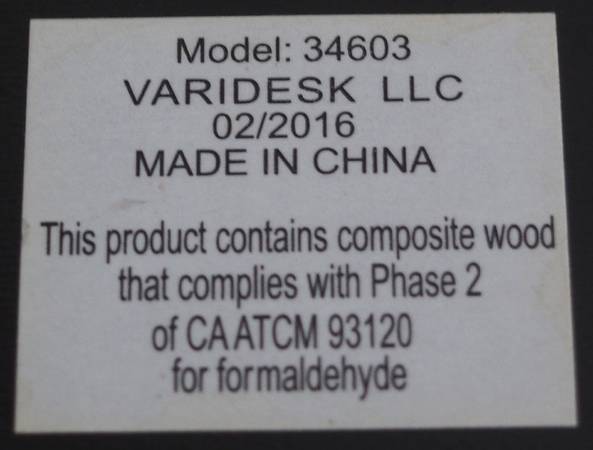 Model: 34603
VARIDESK LLC
02/2016
MADE IN CHINA
This product contains composite wood
that complies with Phase 2
of CA ATCM 93120
for formaldehyde